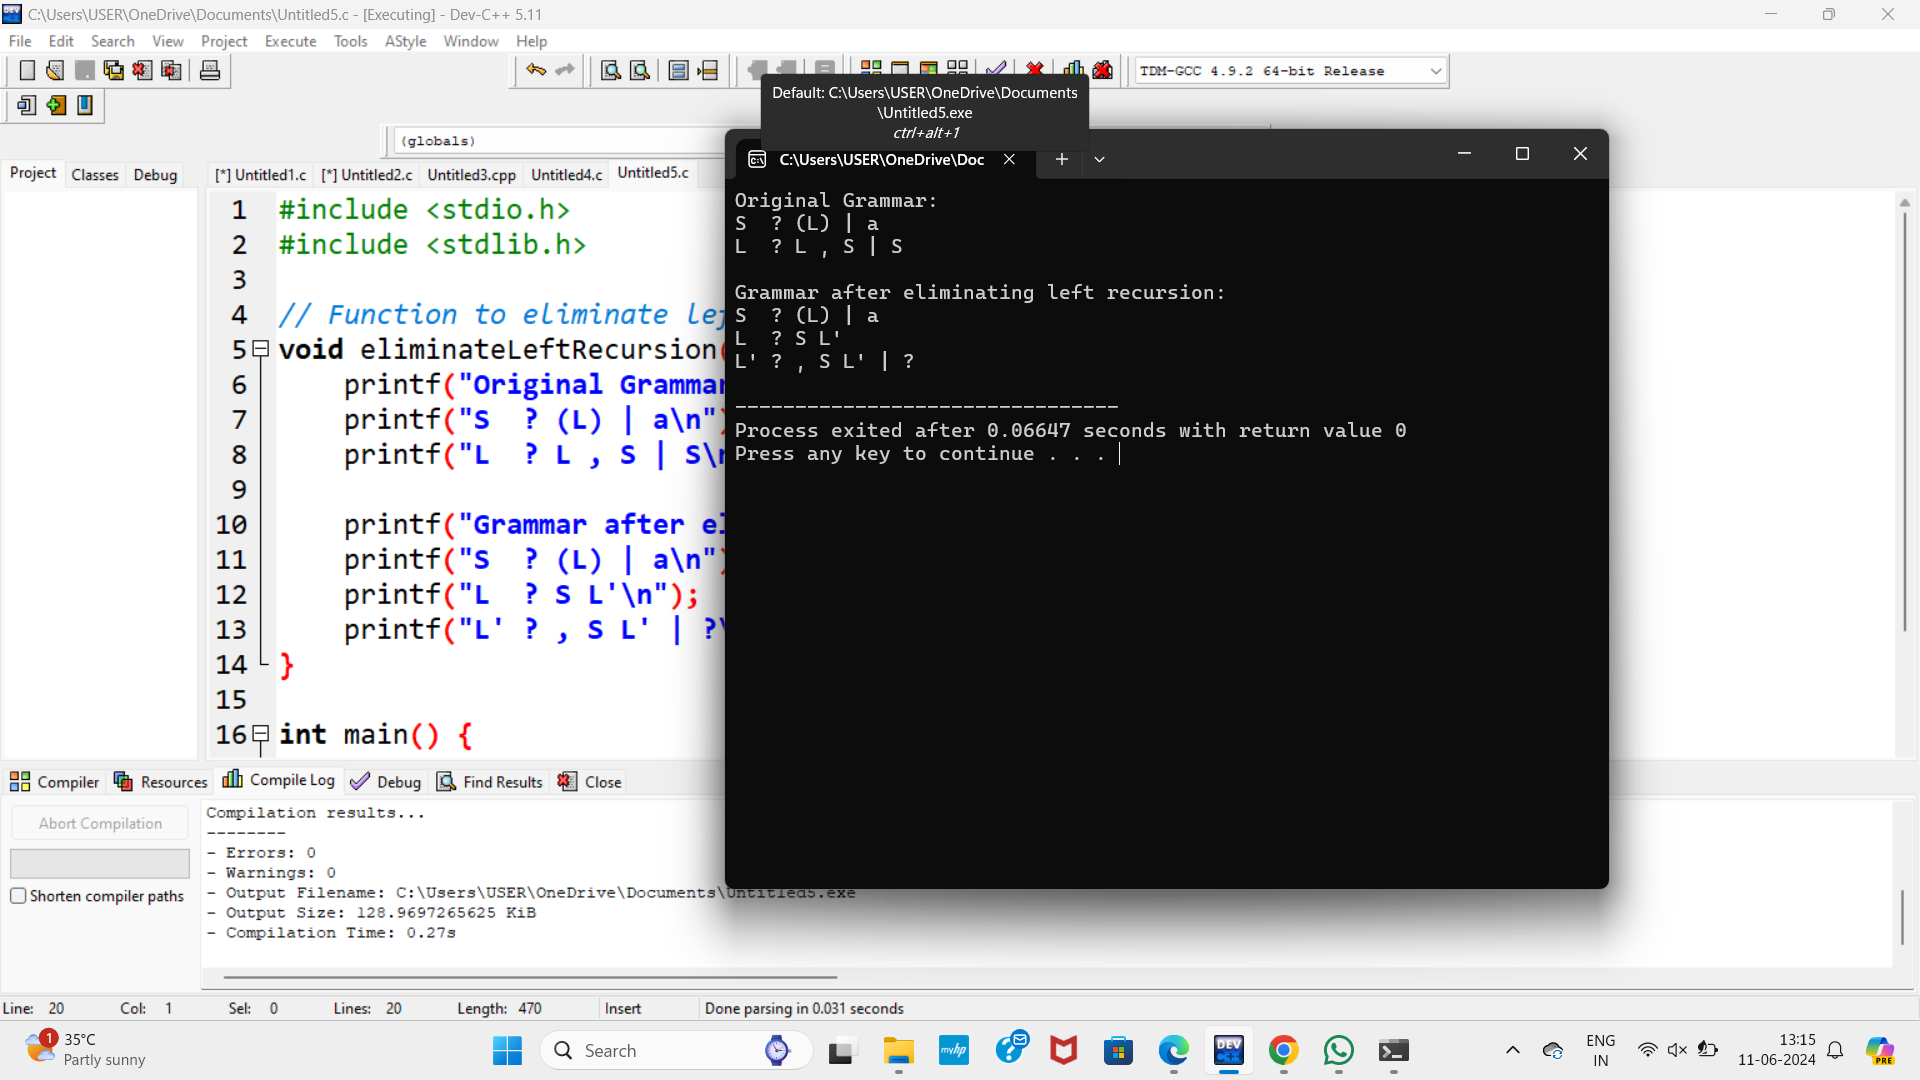 C:\Users\USER\OneDrive\Documents\Untitled5.c - [Executing] - Dev-C++ 5.11
File Edit Search View Project Execute Tools AStyle Window Help
TDM-GCC 4.9.2 64-bit Release
Default: C:\Users\USER\OneDrive\Documents
\Untitled5.exe
ctrl+alt+1
(globals)
C:\Users\USER\OneDrive\Doc
Project Classes Debug
[*] Untitled1.c [*] Untitled2.c Untitled3.cpp Untitled4.c Untitled5.c
1 #include <stdio.h>
2 #include <stdlib.h>
3
4 // Function to eliminate lef
5 void eliminateLeftRecursion(
6 printf("Original Grammar
7 printf("S  ? (L) | a\n")
8 printf("L  ? L , S | S\n
9
10 printf("Grammar after el
11 printf("S  ? (L) | a\n")
12 printf("L  ? S L'\n");
13 printf("L' ? , S L' | ?\
14 }
15
16 int main() {
Original Grammar:
S  ? (L) | a
L  ? L , S | S
Grammar after eliminating left recursion:
S  ? (L) | a
L  ? S L'
L' ? , S L' | ?
--------------------------------
Process exited after 0.06647 seconds with return value 0
Press any key to continue . . .
Compiler Resources Compile Log Debug Find Results Close
Abort Compilation
Shorten compiler paths
Compilation results...
--------
- Errors: 0
- Warnings: 0
- Output Filename: C:\Users\USER\OneDrive\Documents\Untitled5.exe
- Output Size: 128.9697265625 KiB
- Compilation Time: 0.27s
Line: 20 Col: 1 Sel: 0 Lines: 20 Length: 470 Insert Done parsing in 0.031 seconds
1
35°C
Partly sunny
Search
myhp
DEV
C++
ENG
IN
13:15
11-06-2024
PRE